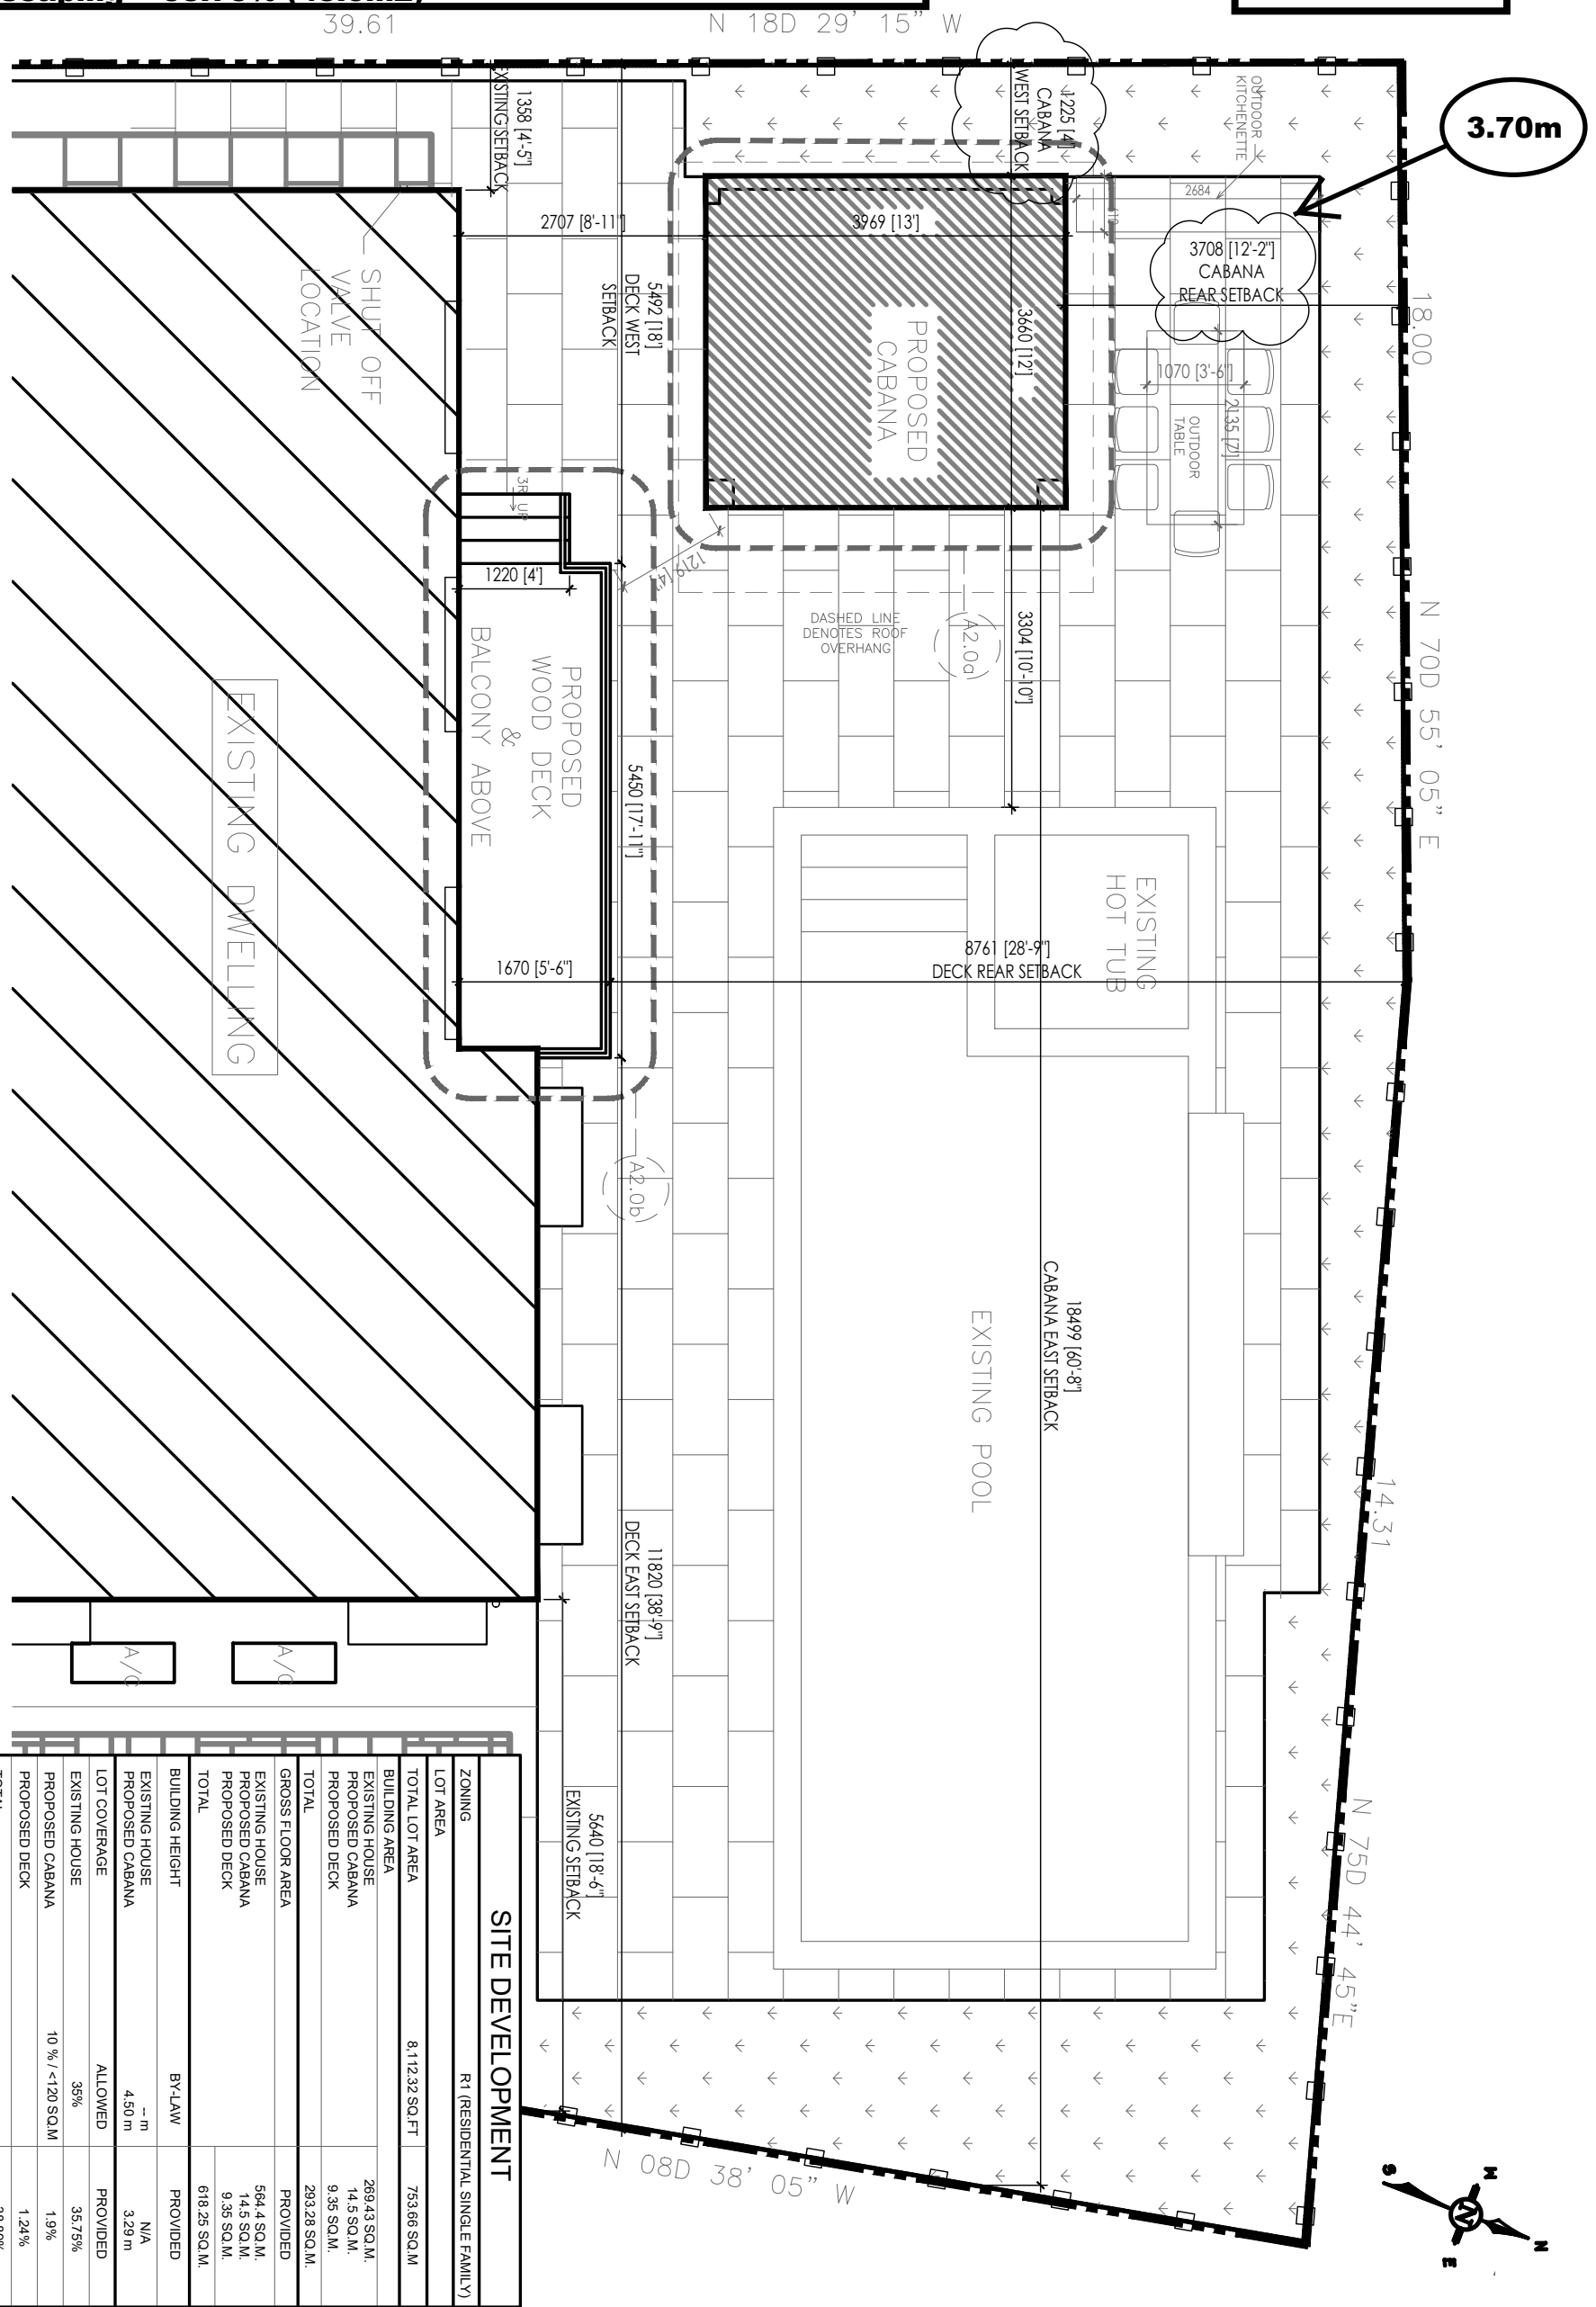 39.61
N 18D 29' 15" W
3.70m
1358 [4'-5"]
EXISTING SETBACK
1225 [4']
CABANA
WEST SETBACK
OUTDOOR
KITCHENETTE
2684
2707 [8'-11"]
3969 [13']
3708 [12'-2"]
CABANA
REAR SETBACK
18.00
SHUT OFF
VALVE
LOCATION
5492 [18']
DECK WEST
SETBACK
PROPOSED
CABANA
3660 [12']
1070 [3'-6"]
2135 [7']
OUTDOOR
TABLE
3R UP
1220 [4']
1219 [4']
DASHED LINE
DENOTES ROOF
OVERHANG
A2.0a
3304 [10'-10"]
N 70D 55' 05" E
PROPOSED
WOOD DECK
&
BALCONY ABOVE
EXISTING DWELLING
5450 [17'-11"]
1670 [5'-6"]
8761 [28'-9"]
DECK REAR SETBACK
EXISTING
HOT TUB
A2.0b
18499 [60'-8"]
CABANA EAST SETBACK
EXISTING POOL
14.31
11820 [38'-9"]
DECK EAST SETBACK
A/C
A/C
5640 [18'-6"]
EXISTING SETBACK
N 75D 44' 45"E
N 08D 38' 05" W
SITE DEVELOPMENT
ZONING R1 (RESIDENTIAL SINGLE FAMILY)
LOT AREA
TOTAL LOT AREA 8,112.32 SQ.FT 753.66 SQ.M
BUILDING AREA
EXISTING HOUSE 269.43 SQ.M.
PROPOSED CABANA 14.5 SQ.M.
PROPOSED DECK 9.35 SQ.M.
TOTAL 293.28 SQ.M.
GROSS FLOOR AREA PROVIDED
EXISTING HOUSE 564.4 SQ.M.
PROPOSED CABANA 14.5 SQ.M.
PROPOSED DECK 9.35 SQ.M.
TOTAL 618.25 SQ.M.
BUILDING HEIGHT BY-LAW PROVIDED
EXISTING HOUSE -- m N/A
PROPOSED CABANA 4.50 m 3.29 m
LOT COVERAGE ALLOWED PROVIDED
EXISTING HOUSE 35% 35.75%
PROPOSED CABANA 10 % / <120 SQ.M 1.9%
PROPOSED DECK 1.24%
N
W
S
E
N